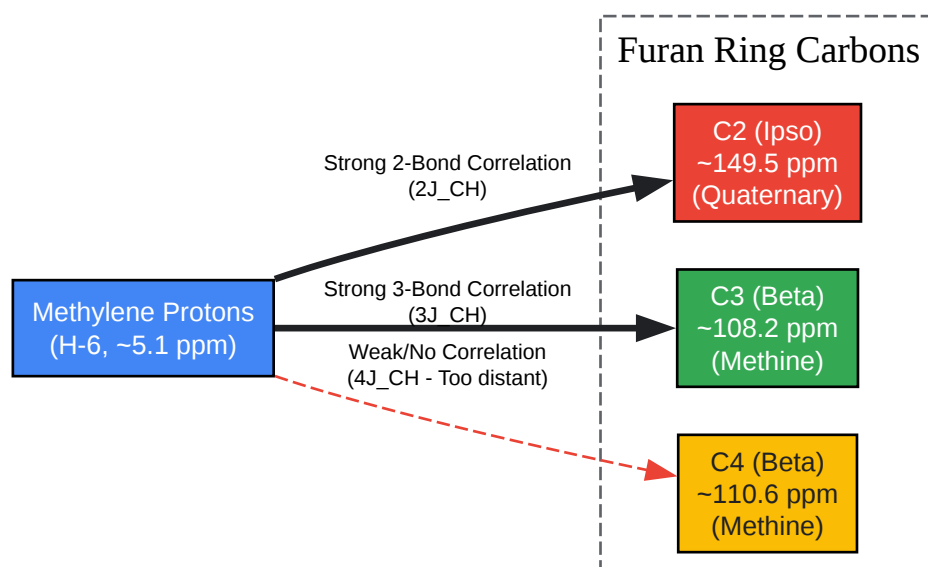 Furan Ring Carbons
C2 (Ipso)
~149.5 ppm
(Quaternary)
Strong 2-Bond Correlation
(2J_CH)
Methylene Protons
(H-6, ~5.1 ppm)
Strong 3-Bond Correlation
(3J_CH)
C3 (Beta)
~108.2 ppm
(Methine)
Weak/No Correlation
(4J_CH - Too distant)
C4 (Beta)
~110.6 ppm
(Methine)